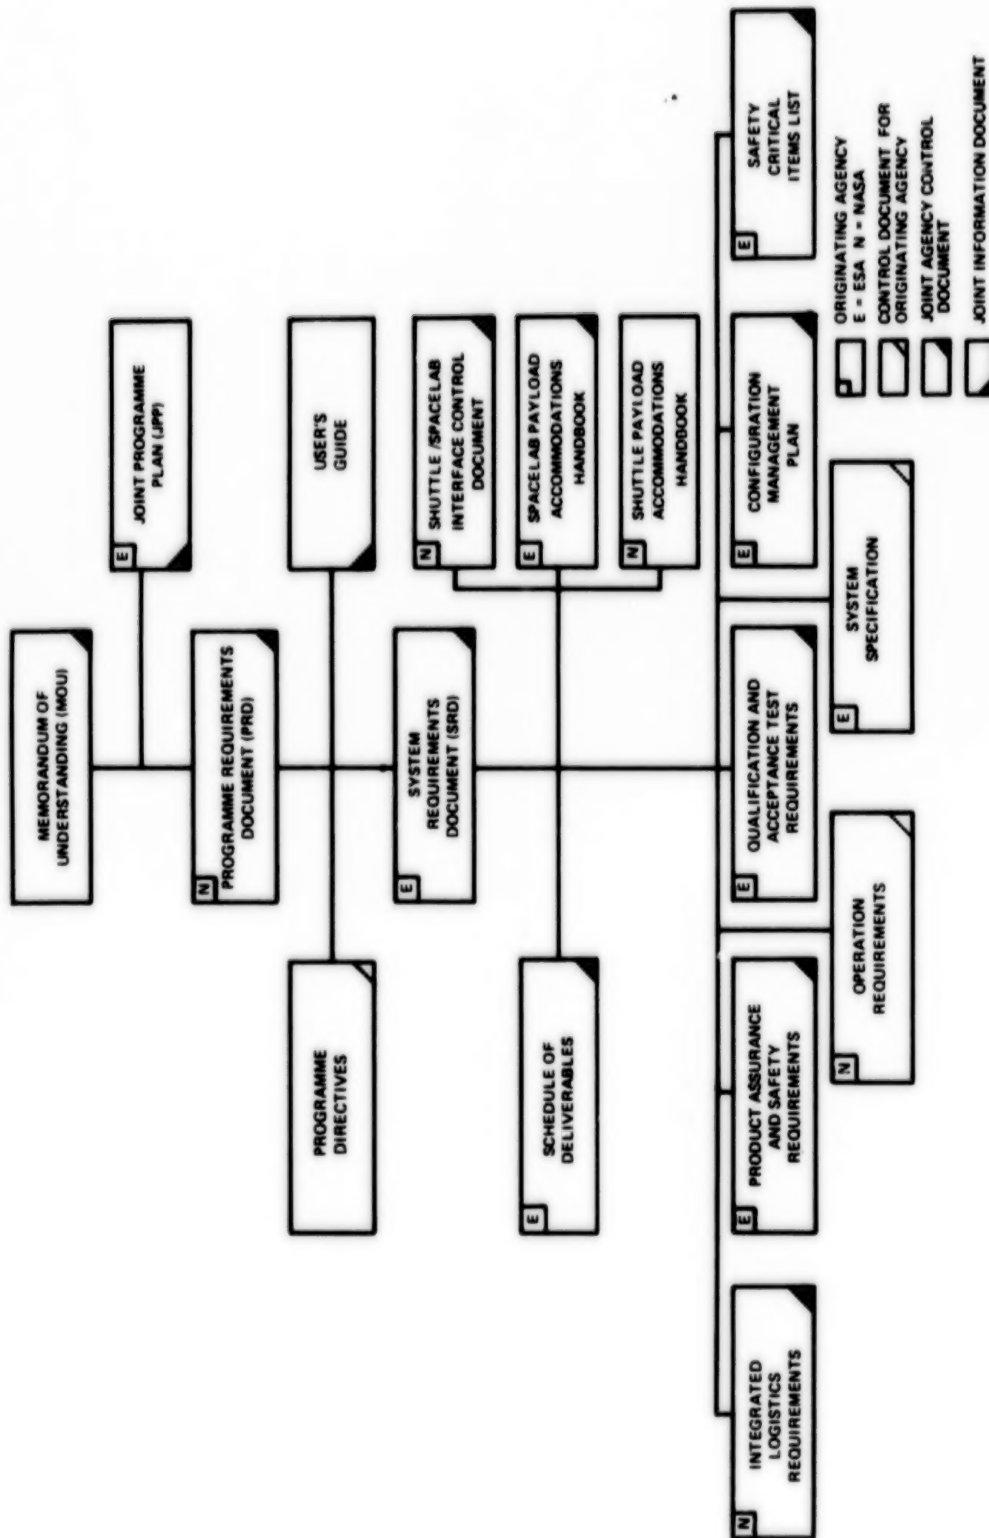 MEMORANDUM OF
UNDERSTANDING (MOU)
E
JOINT PROGRAMME
PLAN (JPP)
N
PROGRAMME REQUIREMENTS
DOCUMENT (PRD)
PROGRAMME
DIRECTIVES
USER'S
GUIDE
E
SYSTEM
REQUIREMENTS
DOCUMENT (SRD)
E
SCHEDULE OF
DELIVERABLES
N
SHUTTLE /SPACELAB
INTERFACE CONTROL
DOCUMENT
E
SPACELAB PAYLOAD
ACCOMMODATIONS
HANDBOOK
N
SHUTTLE PAYLOAD
ACCOMMODATIONS
HANDBOOK
N
INTEGRATED
LOGISTICS
REQUIREMENTS
E
PRODUCT ASSURANCE
AND SAFETY
REQUIREMENTS
E
QUALIFICATION AND
ACCEPTANCE TEST
REQUIREMENTS
E
CONFIGURATION
MANAGEMENT
PLAN
E
SAFETY
CRITICAL
ITEMS LIST
N
OPERATION
REQUIREMENTS
E
SYSTEM
SPECIFICATION
ORIGINATING AGENCY
E = ESA N = NASA
CONTROL DOCUMENT FOR
ORIGINATING AGENCY
JOINT AGENCY CONTROL
DOCUMENT
JOINT INFORMATION DOCUMENT